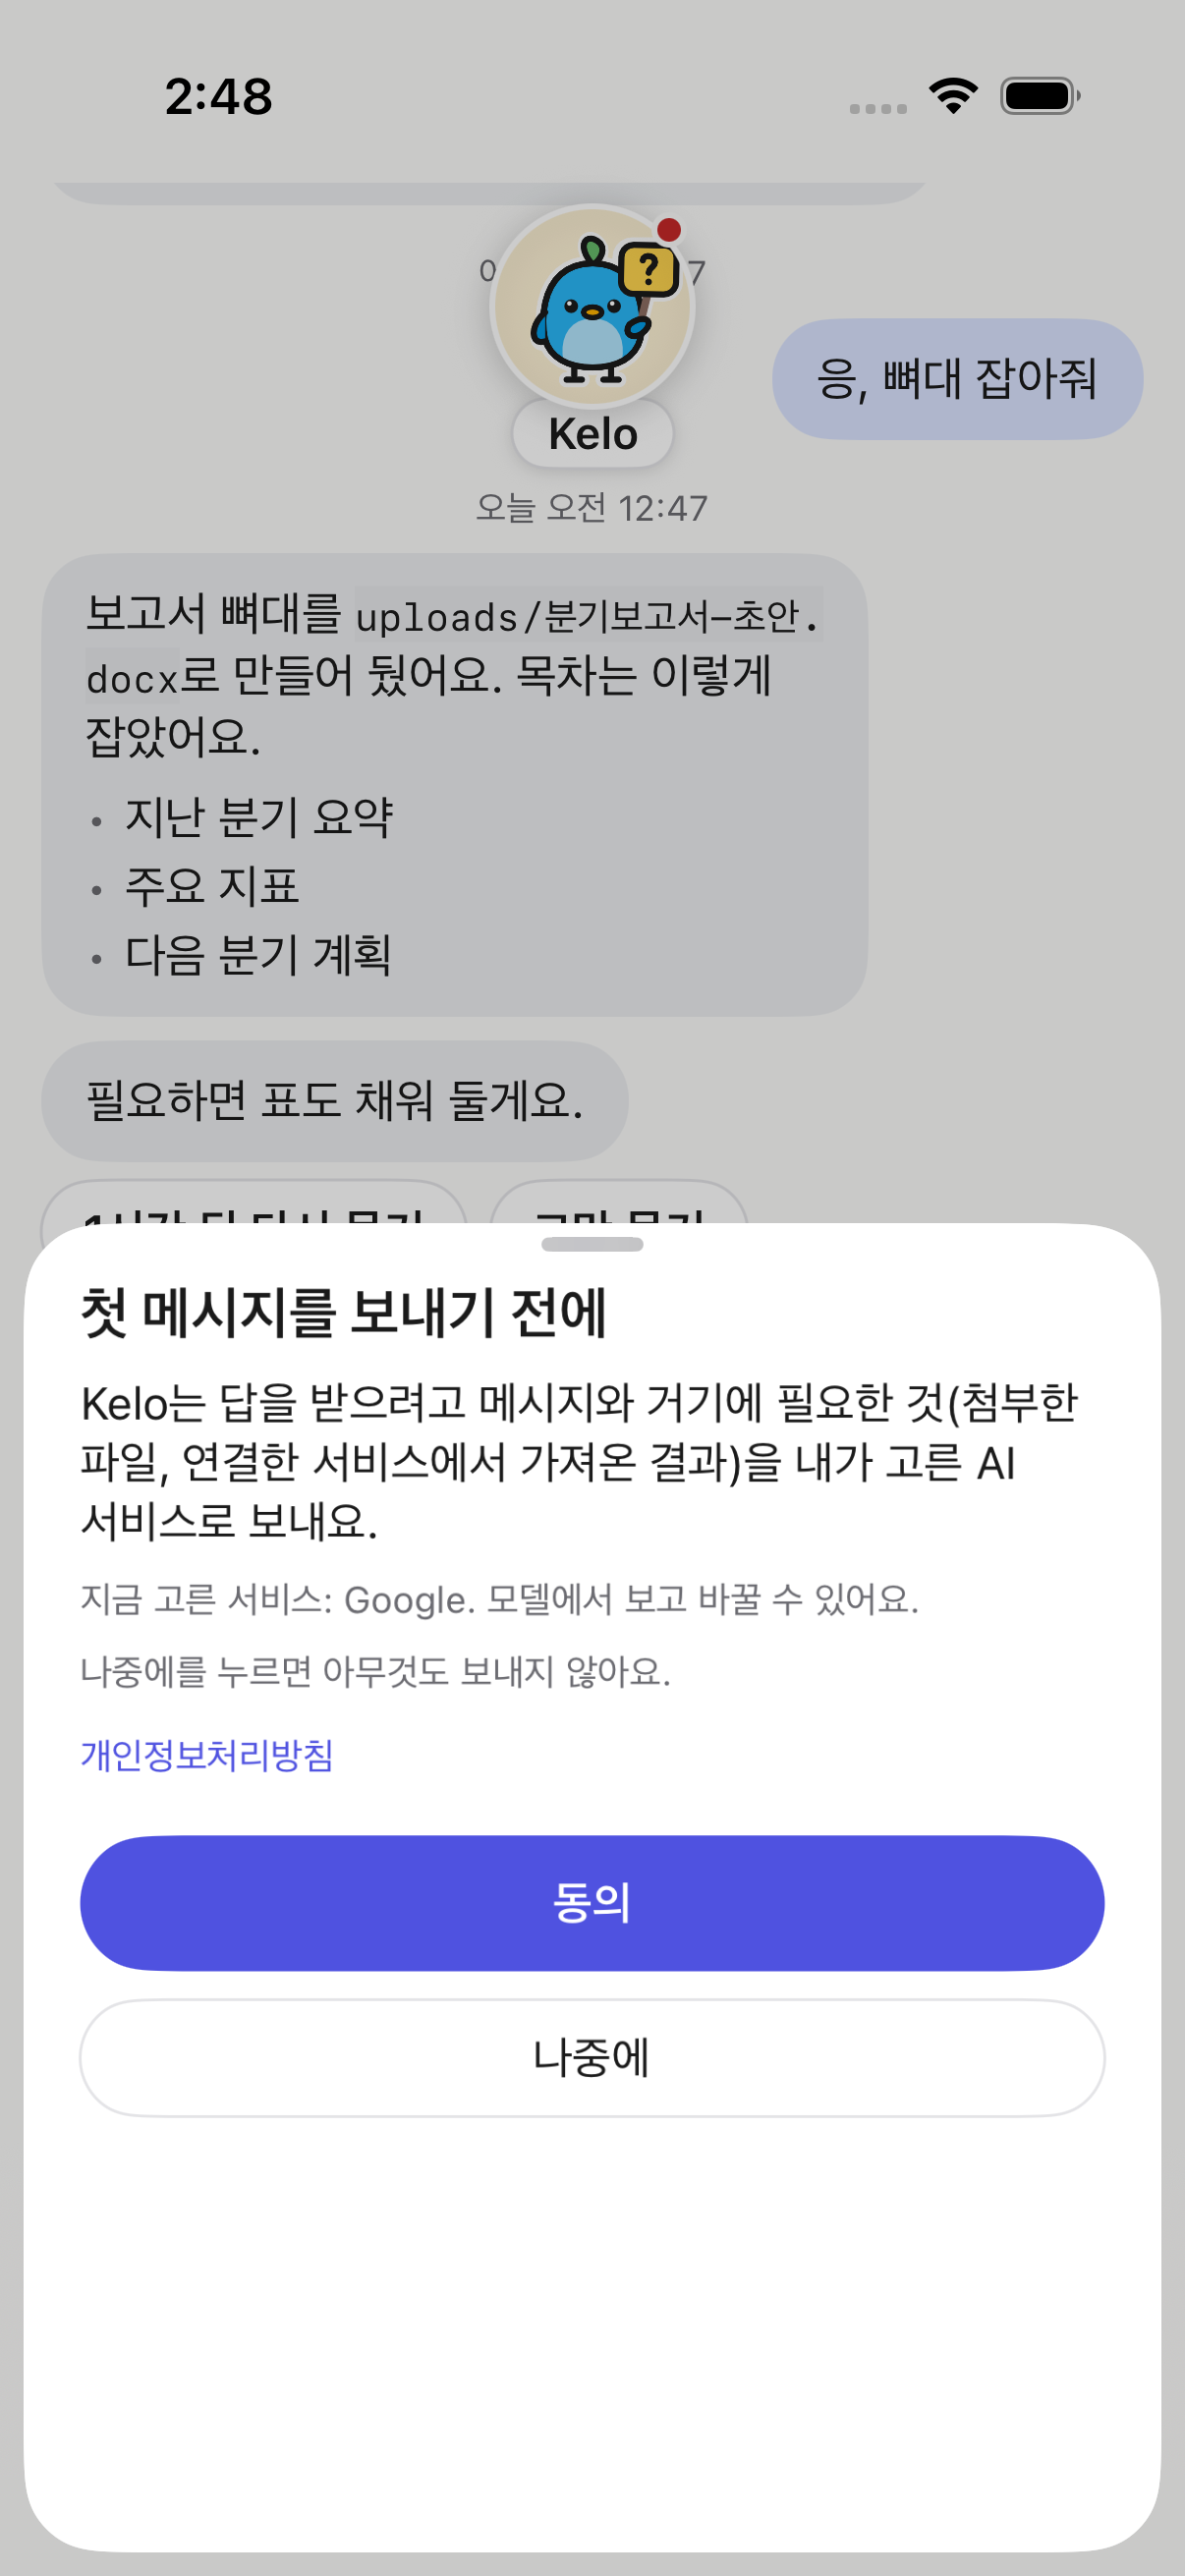 2:48
?
응, 뼈대 잡아줘
Kelo
오늘 오전 12:47
보고서 뼈대를 uploads/분기보고서-초안.
docx로 만들어 뒀어요. 목차는 이렇게
잡았어요.
• 지난 분기 요약
• 주요 지표
• 다음 분기 계획
필요하면 표도 채워 둘게요.
첫 메시지를 보내기 전에
Kelo는 답을 받으려고 메시지와 거기에 필요한 것(첨부한
파일, 연결한 서비스에서 가져온 결과)을 내가 고른 AI
서비스로 보내요.
지금 고른 서비스: Google. 모델에서 보고 바꿀 수 있어요.
나중에를 누르면 아무것도 보내지 않아요.
개인정보처리방침
동의
나중에